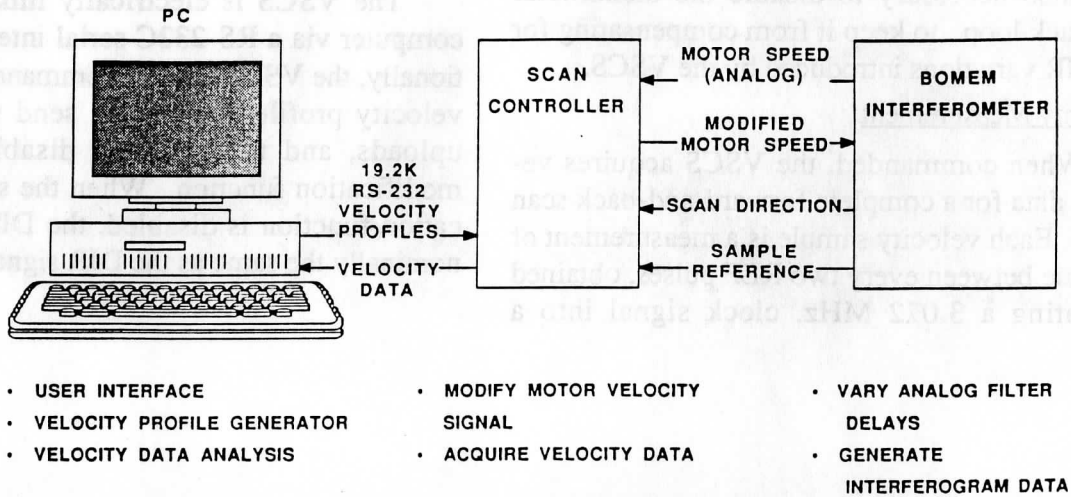 PC
SCAN
CONTROLLER
MOTOR SPEED
(ANALOG)
BOMEM
INTERFEROMETER
MODIFIED
MOTOR SPEED
19.2K
RS-232
VELOCITY
PROFILES
SCAN DIRECTION
VELOCITY
DATA
SAMPLE
REFERENCE
· USER INTERFACE
· VELOCITY PROFILE GENERATOR
· VELOCITY DATA ANALYSIS
· MODIFY MOTOR VELOCITY
SIGNAL
· ACQUIRE VELOCITY DATA
· VARY ANALOG FILTER
DELAYS
· GENERATE
INTERFEROGRAM DATA